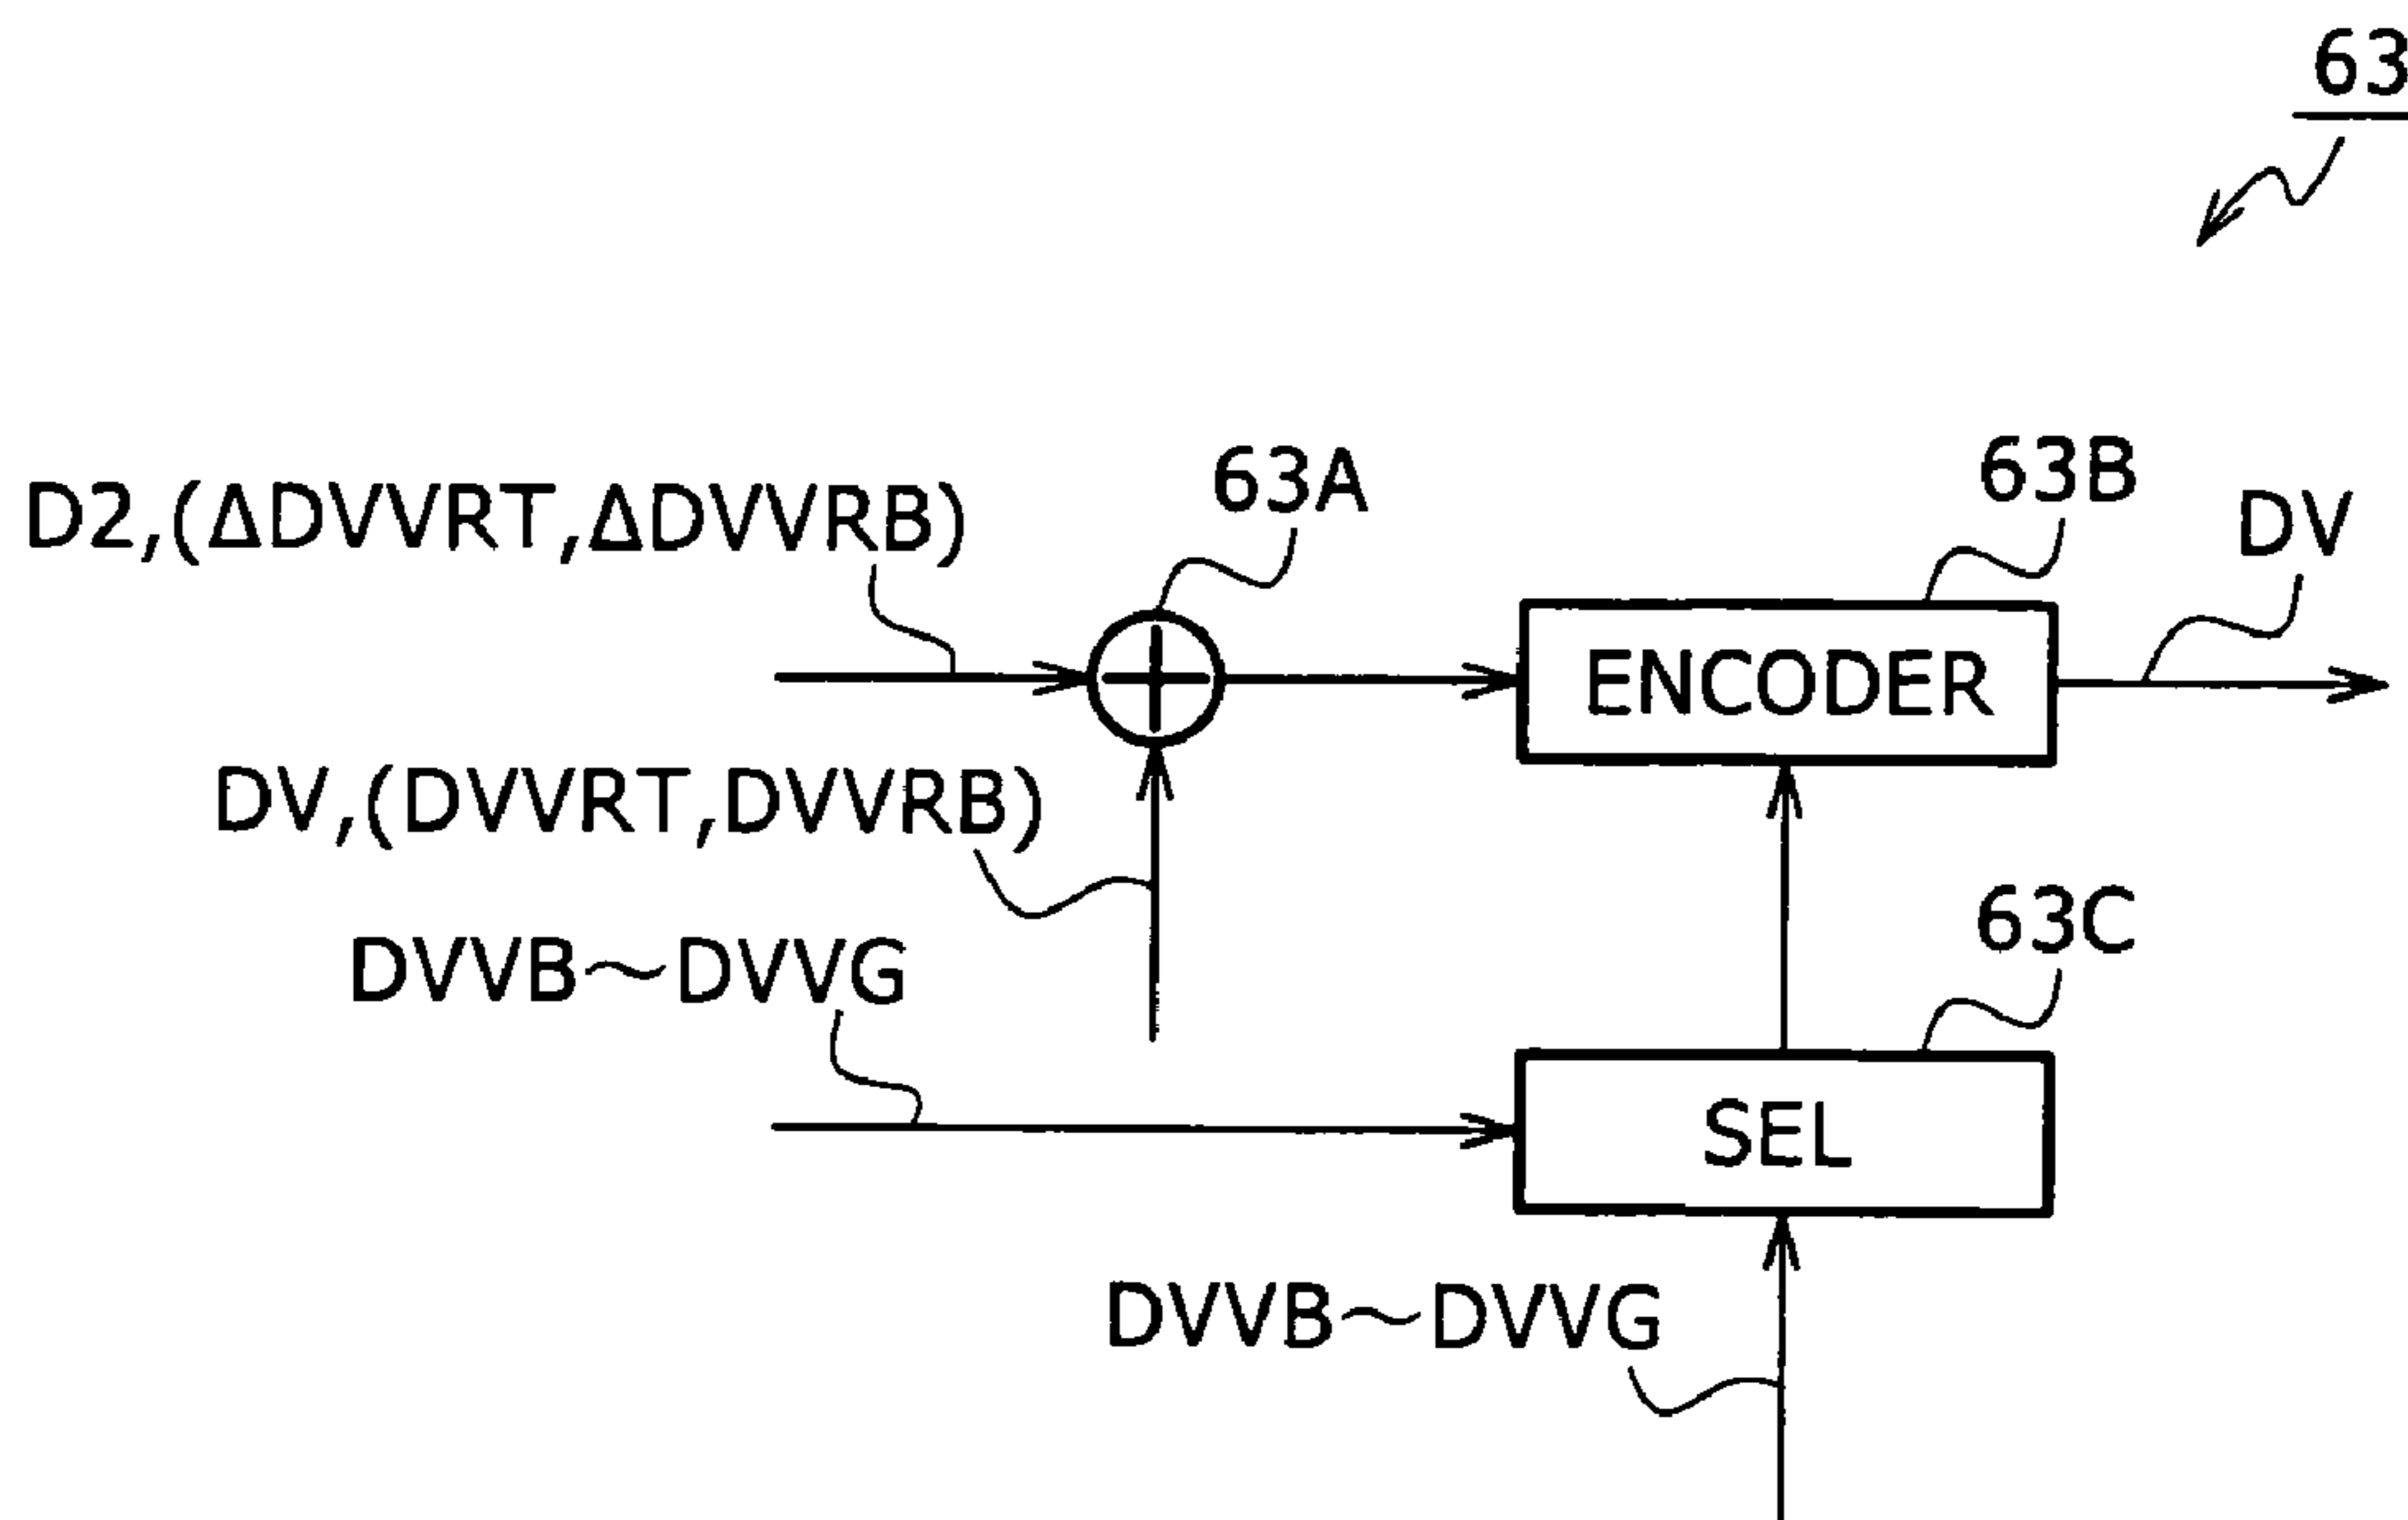 63
63A
63B
D2,(ΔDVVRT,ΔDVVRB)
DV
ENCODER
DV,(DVVRT,DVVRB)
DVVB～DVVG
63C
SEL
DVVB～DVVG